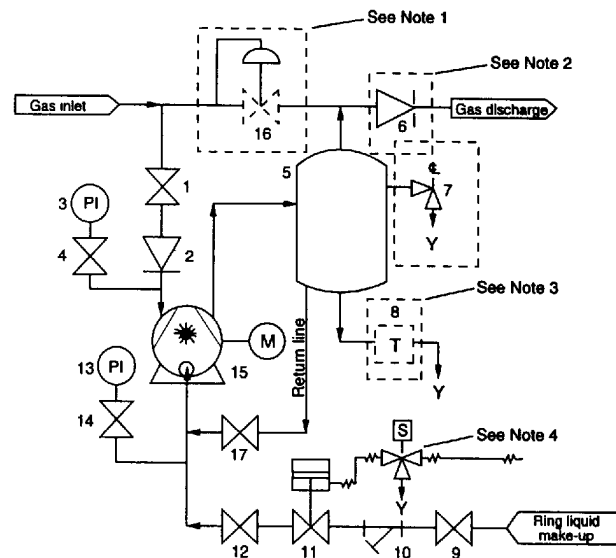 See Note 1
See Note 2
Gas inlet
16
6
Gas discharge
5
℄
7
1
3
PI
Y
4
2
See Note 3
8
M
T
13
PI
15
Return line
Y
14
S
See Note 4
17
Y
Ring liquid
make-up
12
11
10
9